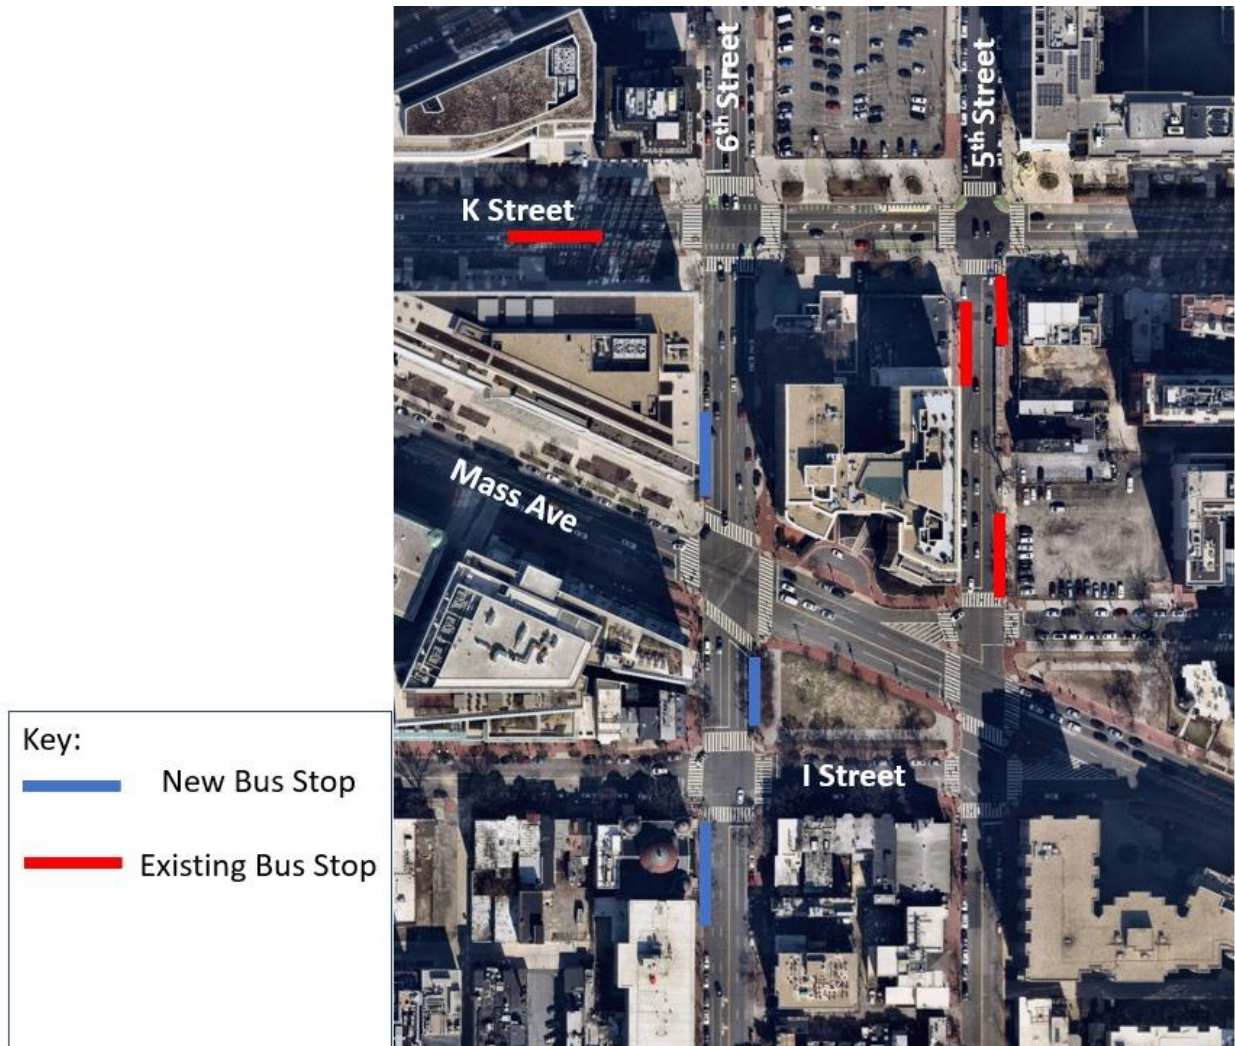 6th Street
5th Street
K Street
Mass Ave
I Street
Key:
New Bus Stop
Existing Bus Stop